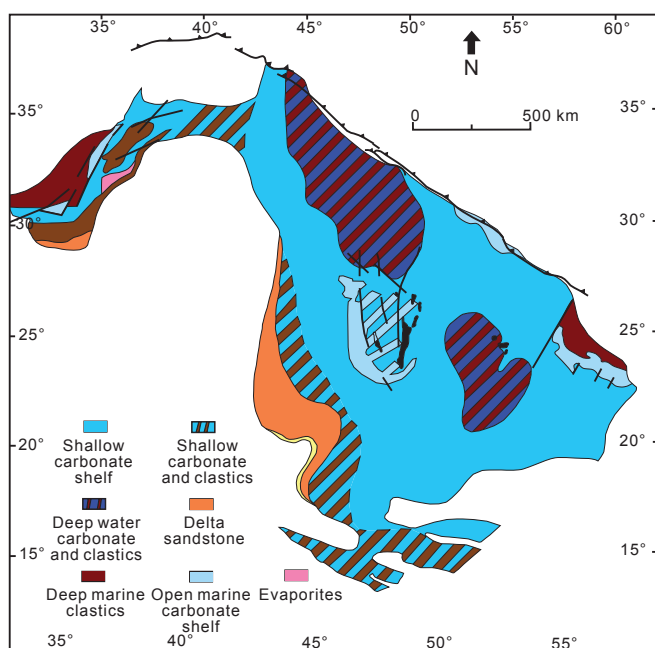 35° 40° 45° 50° 55° 60°
N
35° 35°
0 500 km
30° 30°
25° 25°
20° 20°
Shallow carbonate shelf
Shallow carbonate and clastics
Deep water carbonate and clastics
Delta sandstone
15° 15°
Deep marine clastics
Open marine carbonate shelf
Evaporites
35° 40° 45° 50° 55°